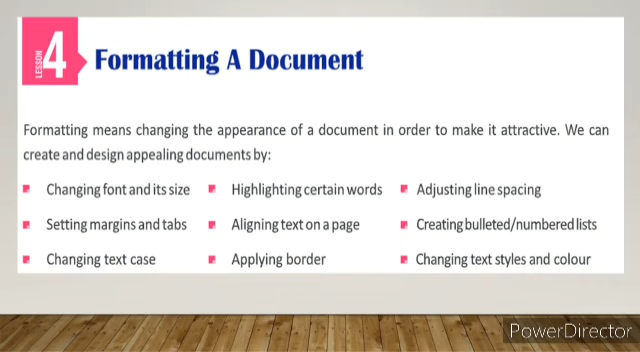 LESSON 4 Formatting A Document
Formatting means changing the appearance of a document in order to make it attractive. We can
create and design appealing documents by:
Changing font and its size Highlighting certain words Adjusting line spacing
Setting margins and tabs Aligning text on a page Creating bulleted/numbered lists
Changing text case Applying border Changing text styles and colour
PowerDirector